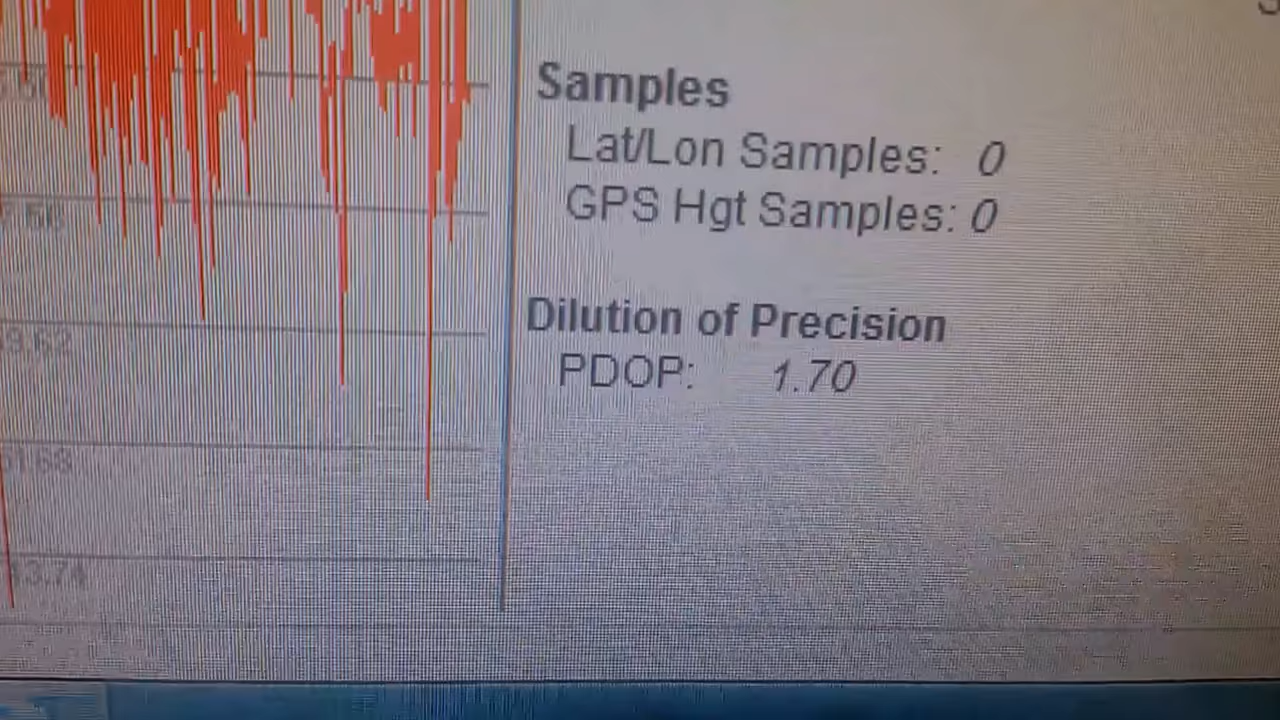 Samples
Lat/Lon Samples: 0
GPS Hgt Samples: 0
Dilution of Precision
PDOP: 1.70